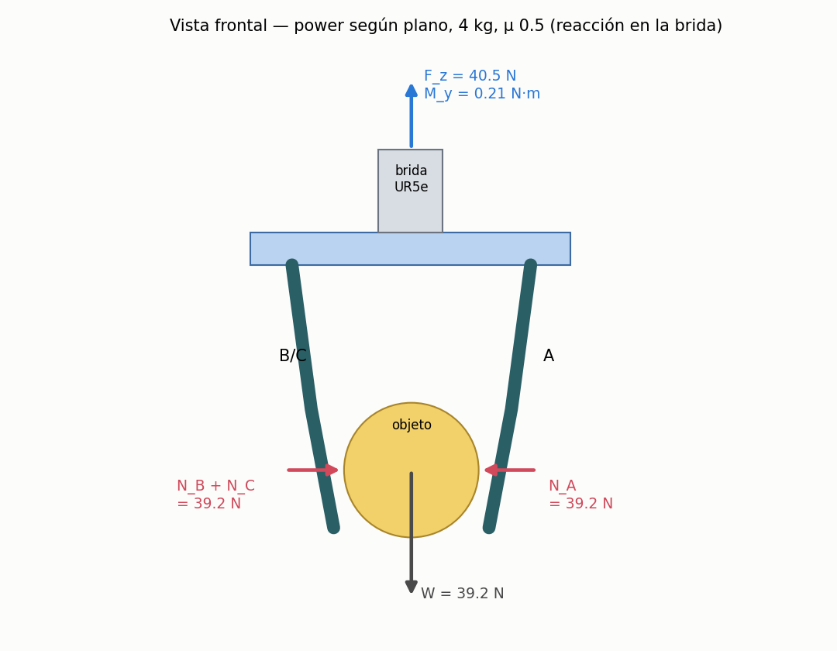 Vista frontal — power según plano, 4 kg, μ 0.5 (reacción en la brida)
F_z = 40.5 N
M_y = 0.21 N·m
brida
UR5e
B/C
A
objeto
N_B + N_C
= 39.2 N
N_A
= 39.2 N
W = 39.2 N